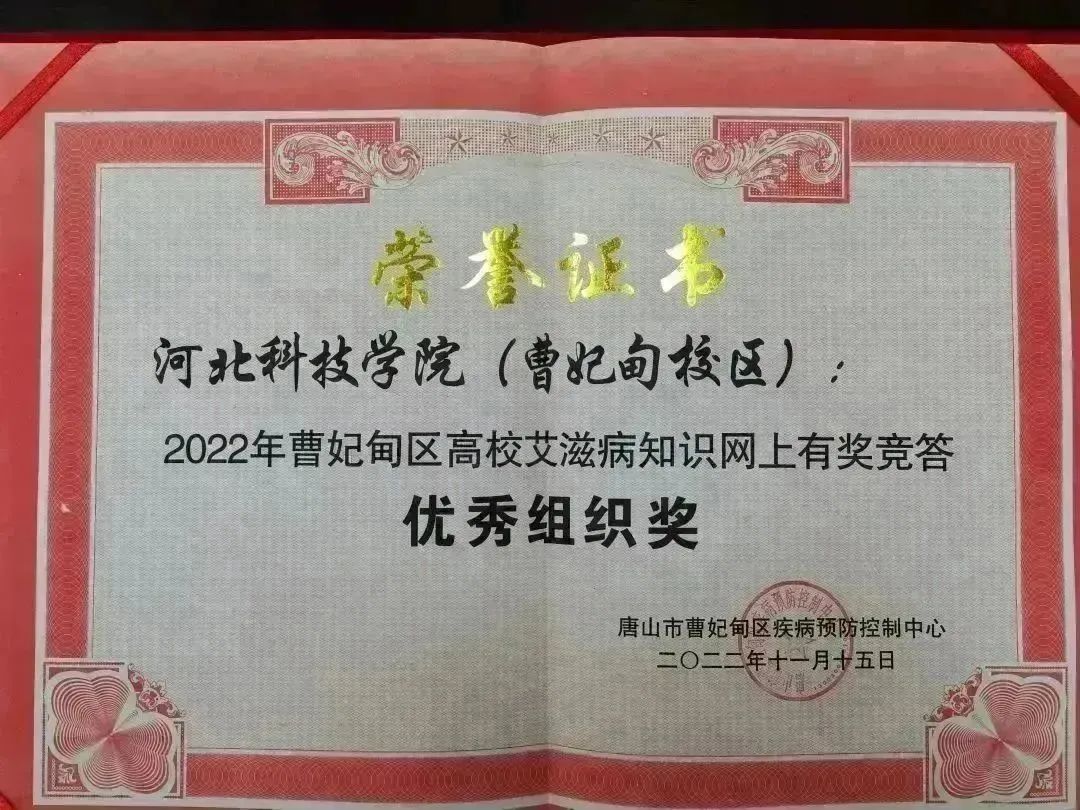 荣誉证书
河北科技学院（曹妃甸校区）：
2022年曹妃甸区高校艾滋病知识网上有奖竞答
优秀组织奖
唐山市曹妃甸区疾病预防控制中心
二〇二二年十一月十五日